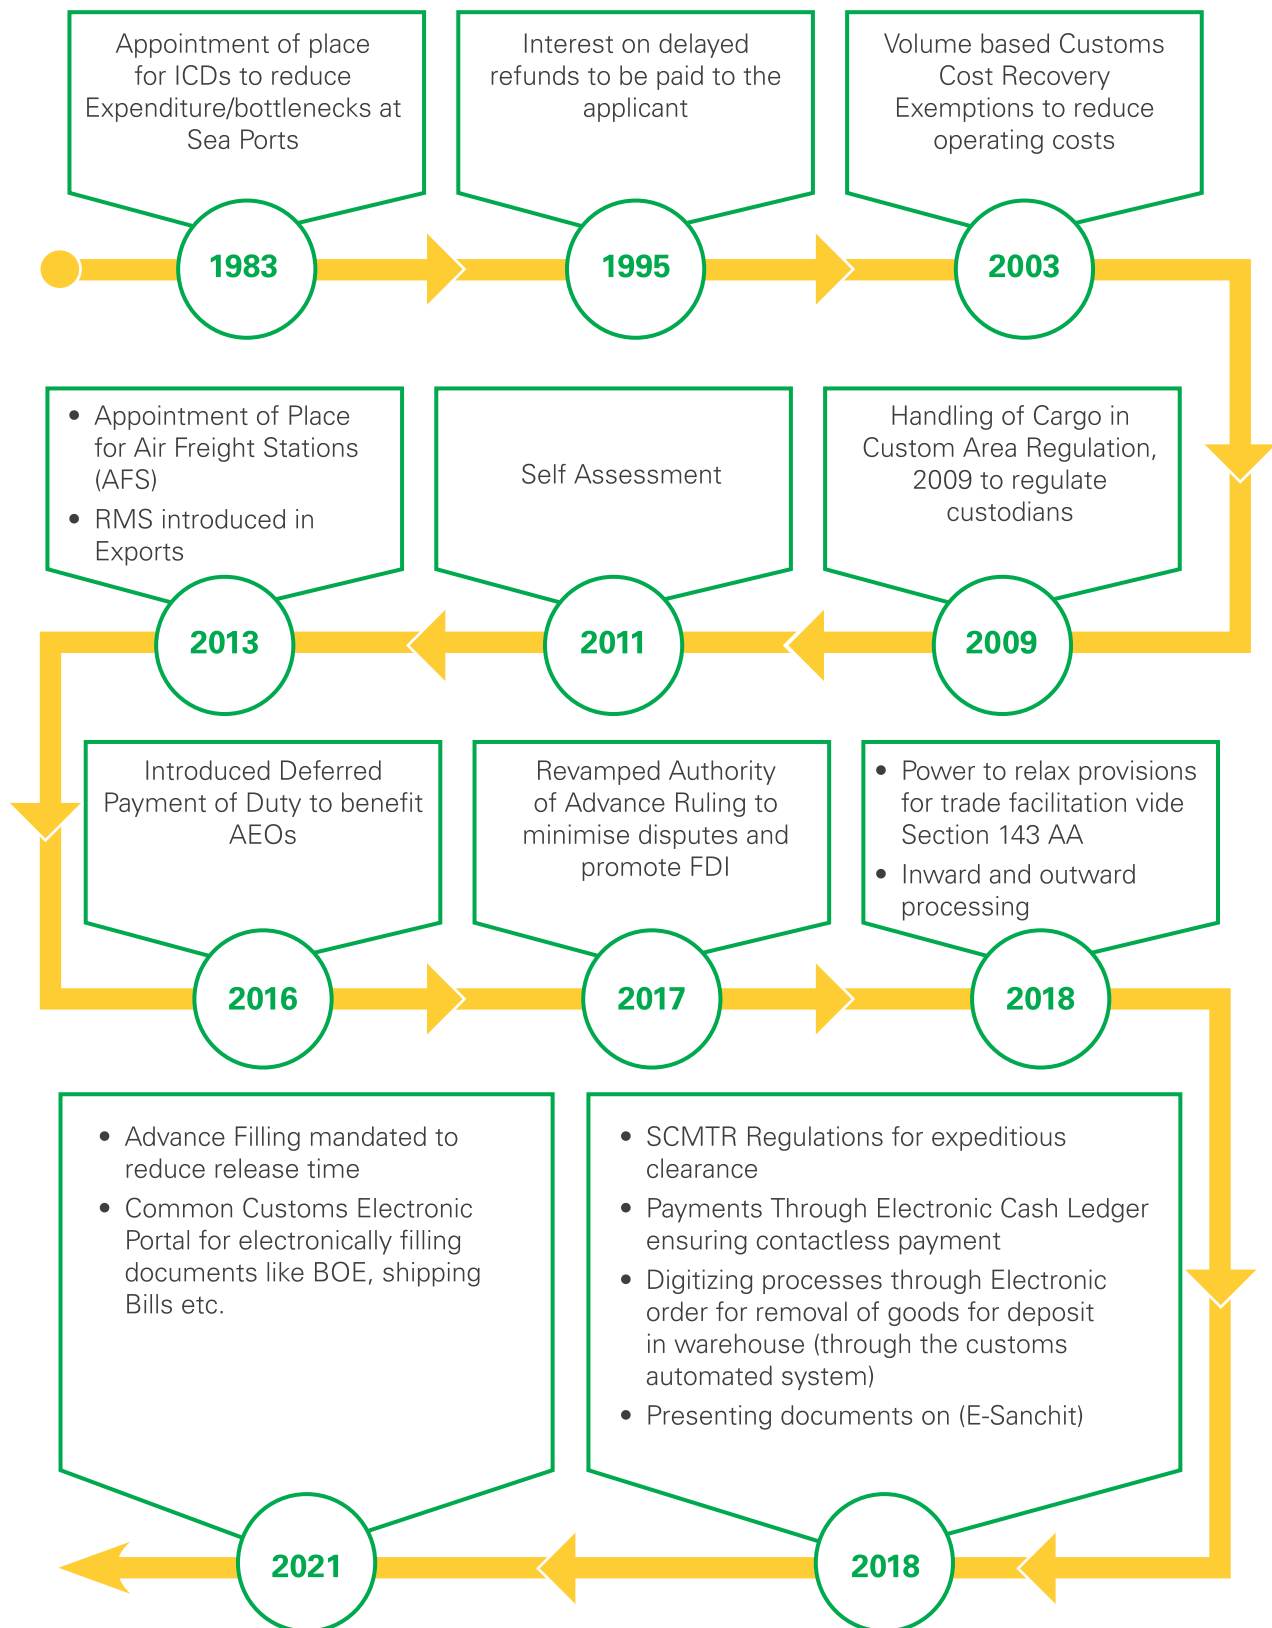 Appointment of place
for ICDs to reduce
Expenditure/bottlenecks at
Sea Ports
1983
Interest on delayed
refunds to be paid to the
applicant
1995
Volume based Customs
Cost Recovery
Exemptions to reduce
operating costs
2003
Handling of Cargo in
Custom Area Regulation,
2009 to regulate
custodians
2009
Self Assessment
2011
• Appointment of Place
for Air Freight Stations
(AFS)
• RMS introduced in
Exports
2013
Introduced Deferred
Payment of Duty to benefit
AEOs
2016
Revamped Authority
of Advance Ruling to
minimise disputes and
promote FDI
2017
• Power to relax provisions
for trade facilitation vide
Section 143 AA
• Inward and outward
processing
2018
• SCMTR Regulations for expeditious
clearance
• Payments Through Electronic Cash Ledger
ensuring contactless payment
• Digitizing processes through Electronic
order for removal of goods for deposit
in warehouse (through the customs
automated system)
• Presenting documents on (E-Sanchit)
2018
• Advance Filling mandated to
reduce release time
• Common Customs Electronic
Portal for electronically filling
documents like BOE, shipping
Bills etc.
2021